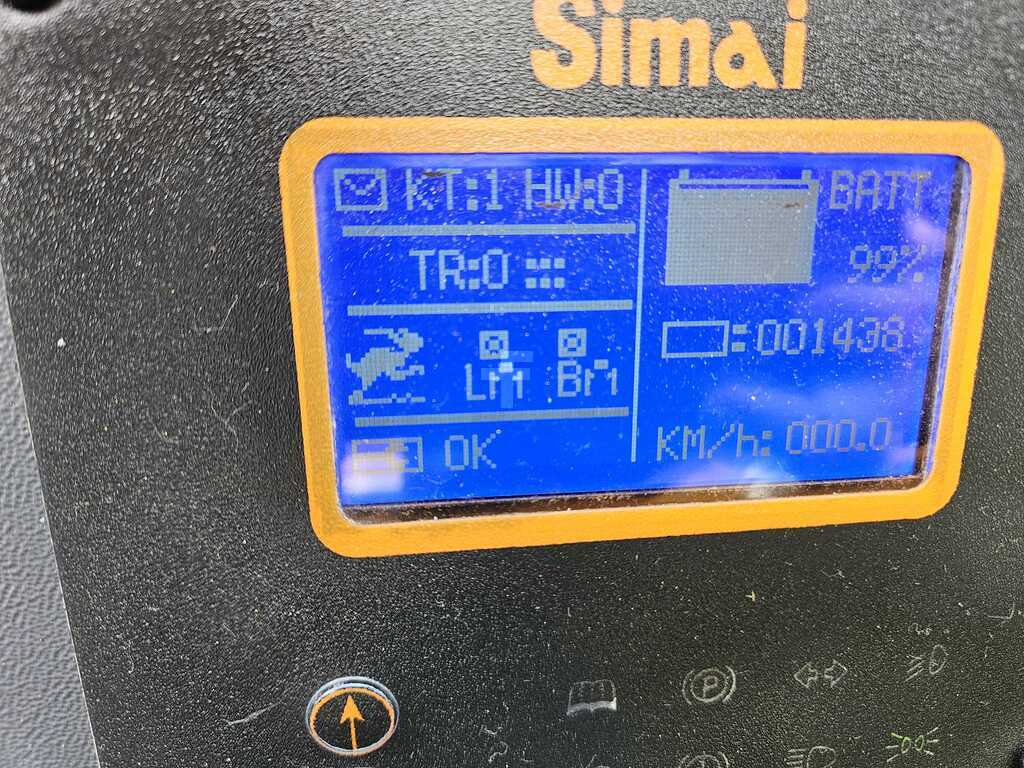 Simai
KT:1 HW:0
TR:0
Lm Bm
OK
BATT
99%
:001438
KM/h: 000.0
P